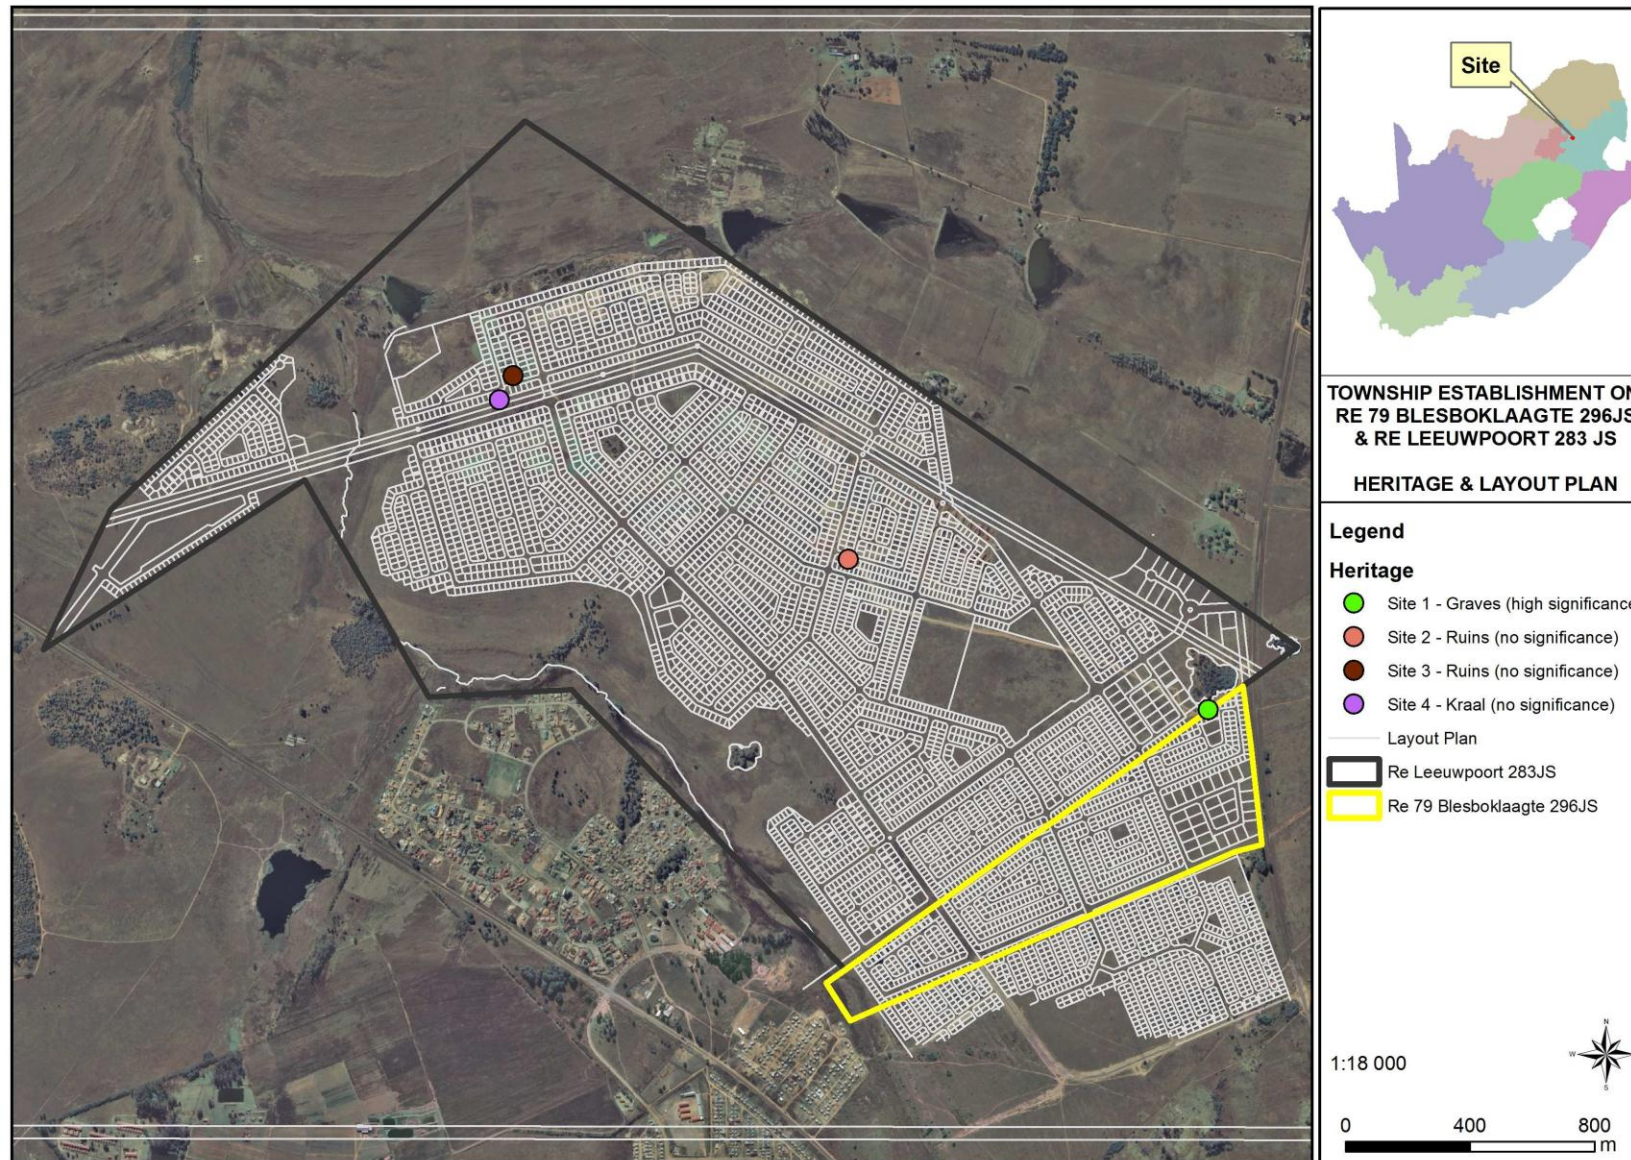 Site
TOWNSHIP ESTABLISHMENT ON
RE 79 BLESBOKLAAGTE 296JS
& RE LEEUWPOORT 283 JS
HERITAGE & LAYOUT PLAN
Legend
Heritage
Site 1 - Graves (high significance
Site 2 - Ruins (no significance)
Site 3 - Ruins (no significance)
Site 4 - Kraal (no significance)
Layout Plan
Re Leeuwpoort 283JS
Re 79 Blesboklaagte 296JS
N
W
S
1:18 000
0 400 800
m